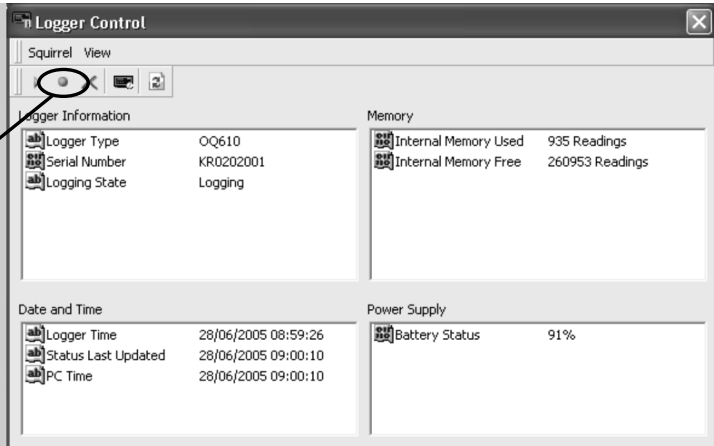 Logger Control
Squirrel View
Logger Information
Logger Type OQ610
Serial Number KR0202001
Logging State Logging
Memory
Internal Memory Used 935 Readings
Internal Memory Free 260953 Readings
Date and Time
Logger Time 28/06/2005 08:59:26
Status Last Updated 28/06/2005 09:00:10
PC Time 28/06/2005 09:00:10
Power Supply
Battery Status 91%